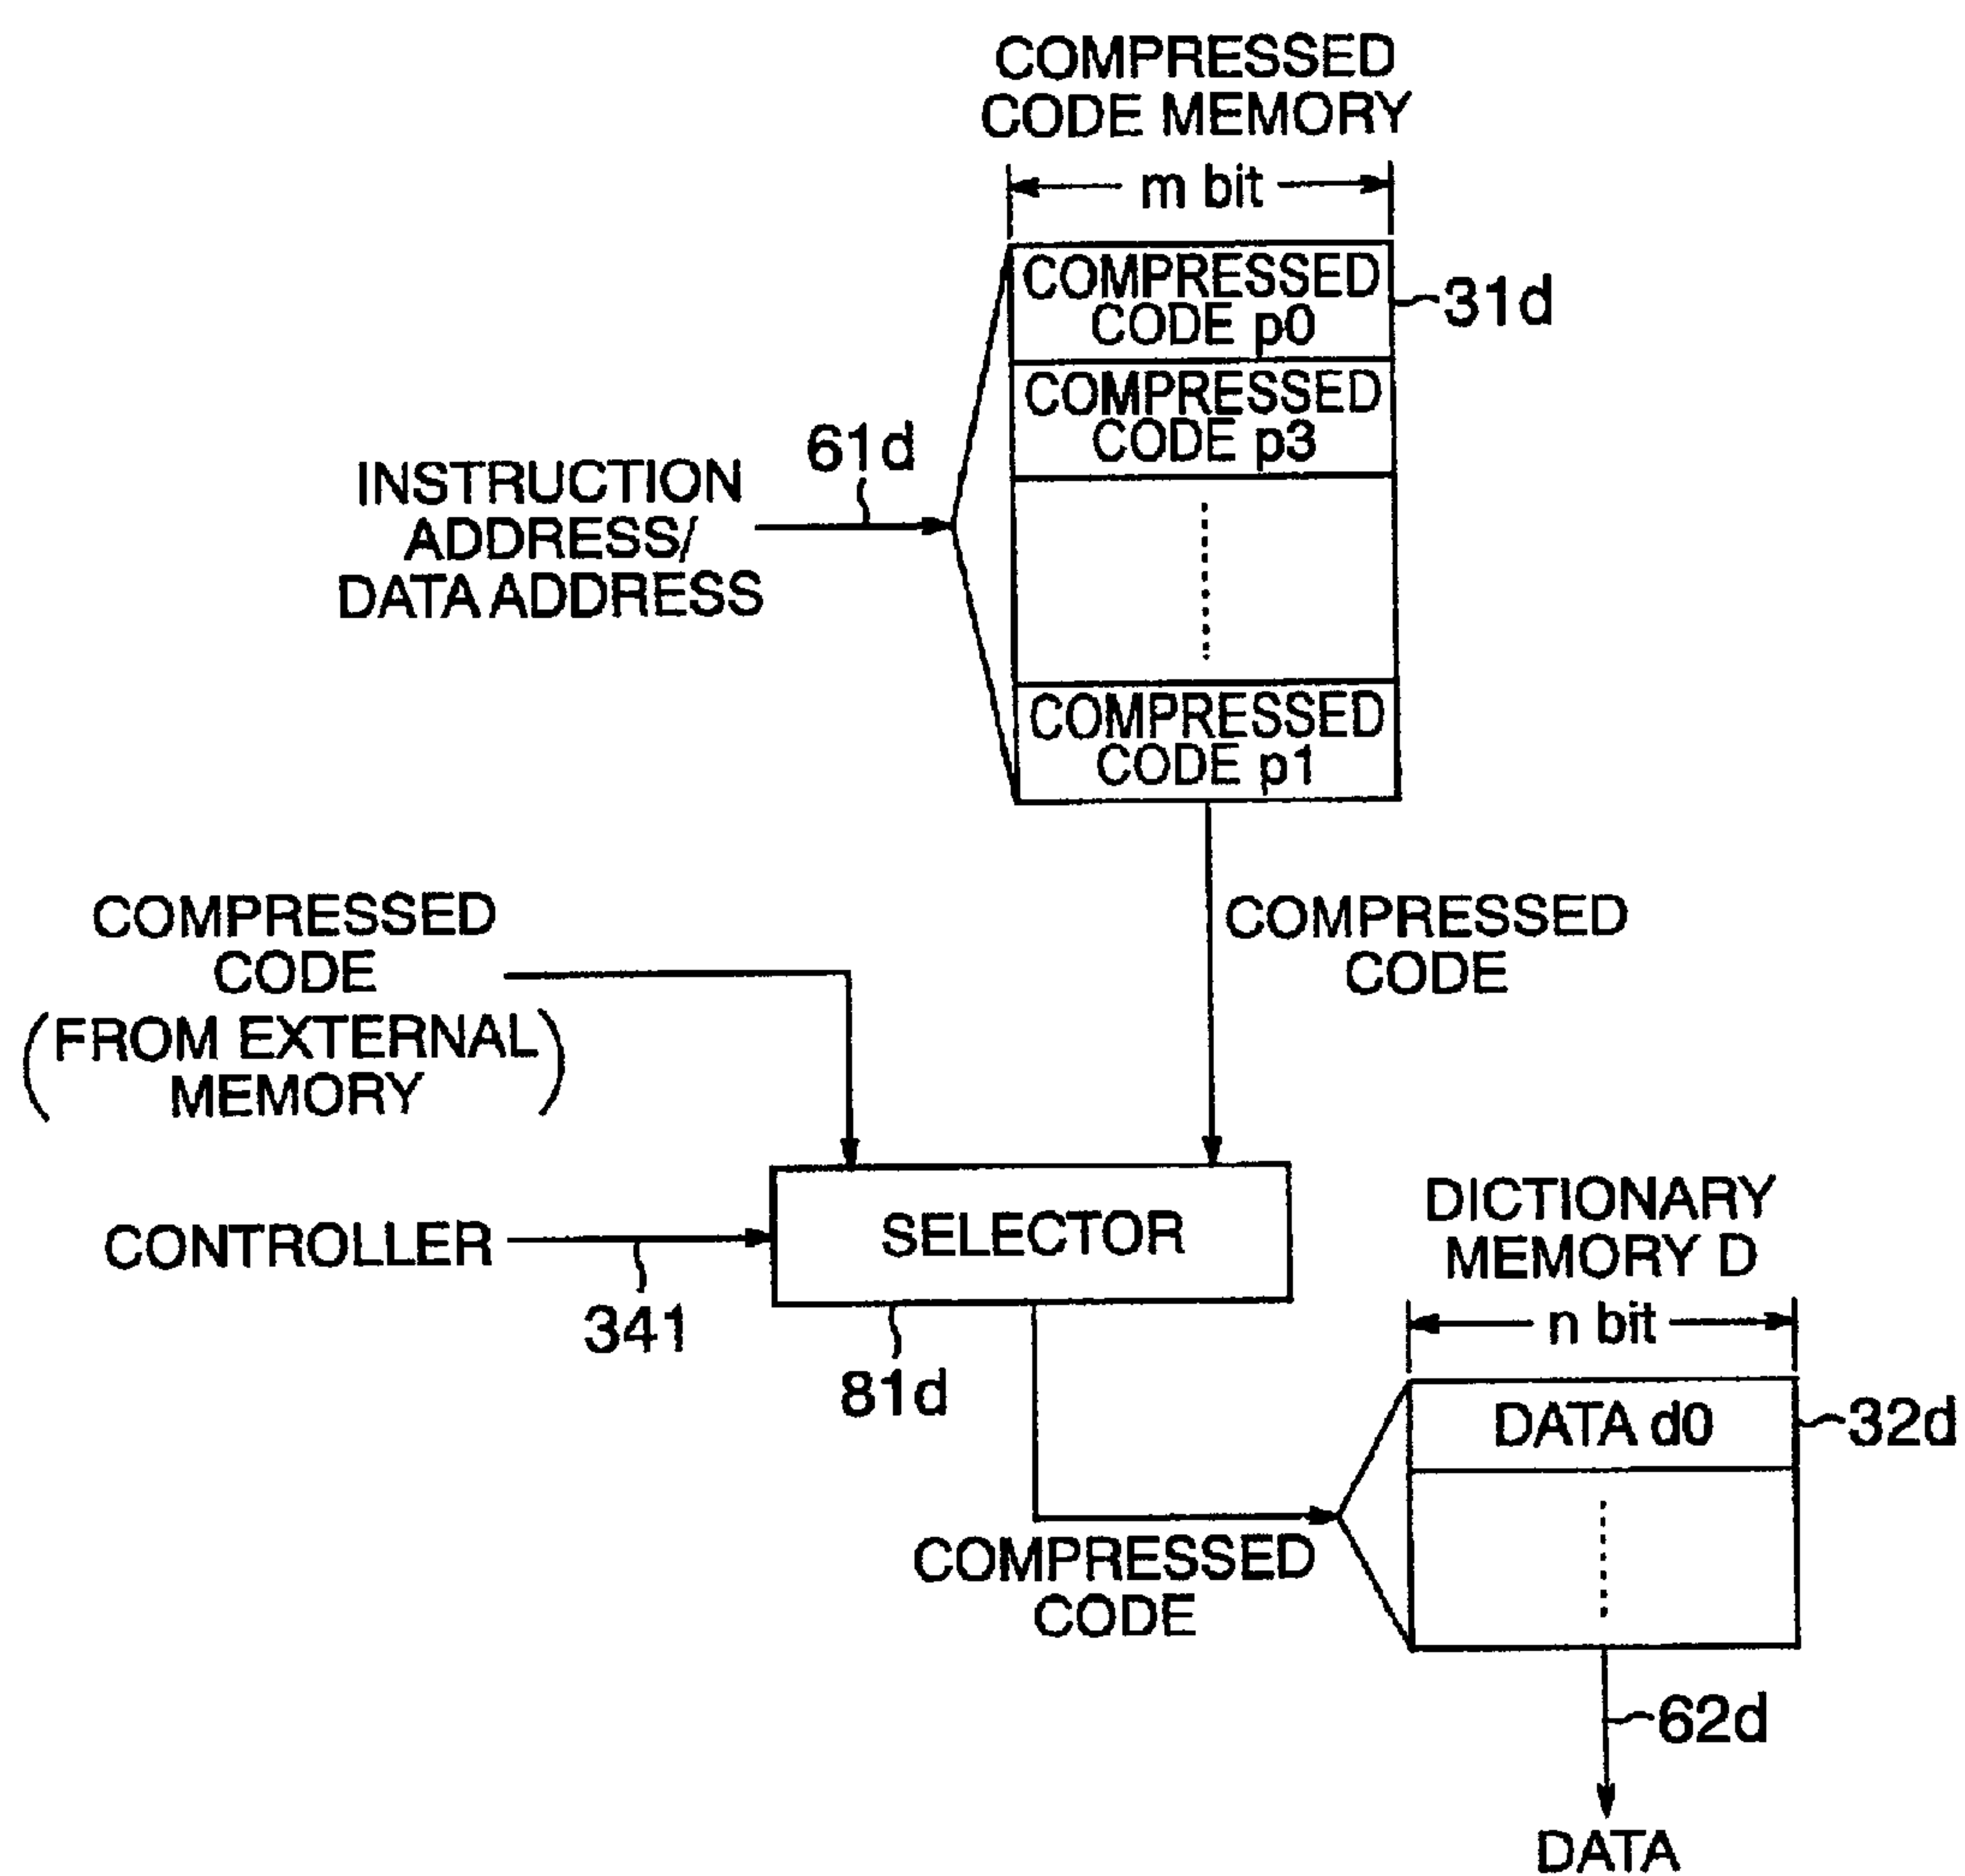 COMPRESSED
CODE MEMORY
m bit
COMPRESSED
CODE p0
31d
COMPRESSED
CODE p3
61d
INSTRUCTION
ADDRESS/
DATA ADDRESS
COMPRESSED
CODE p1
COMPRESSED
CODE
(FROM EXTERNAL
MEMORY)
COMPRESSED
CODE
CONTROLLER
341
SELECTOR
81d
DICTIONARY
MEMORY D
n bit
DATA d0
32d
COMPRESSED
CODE
62d
DATA